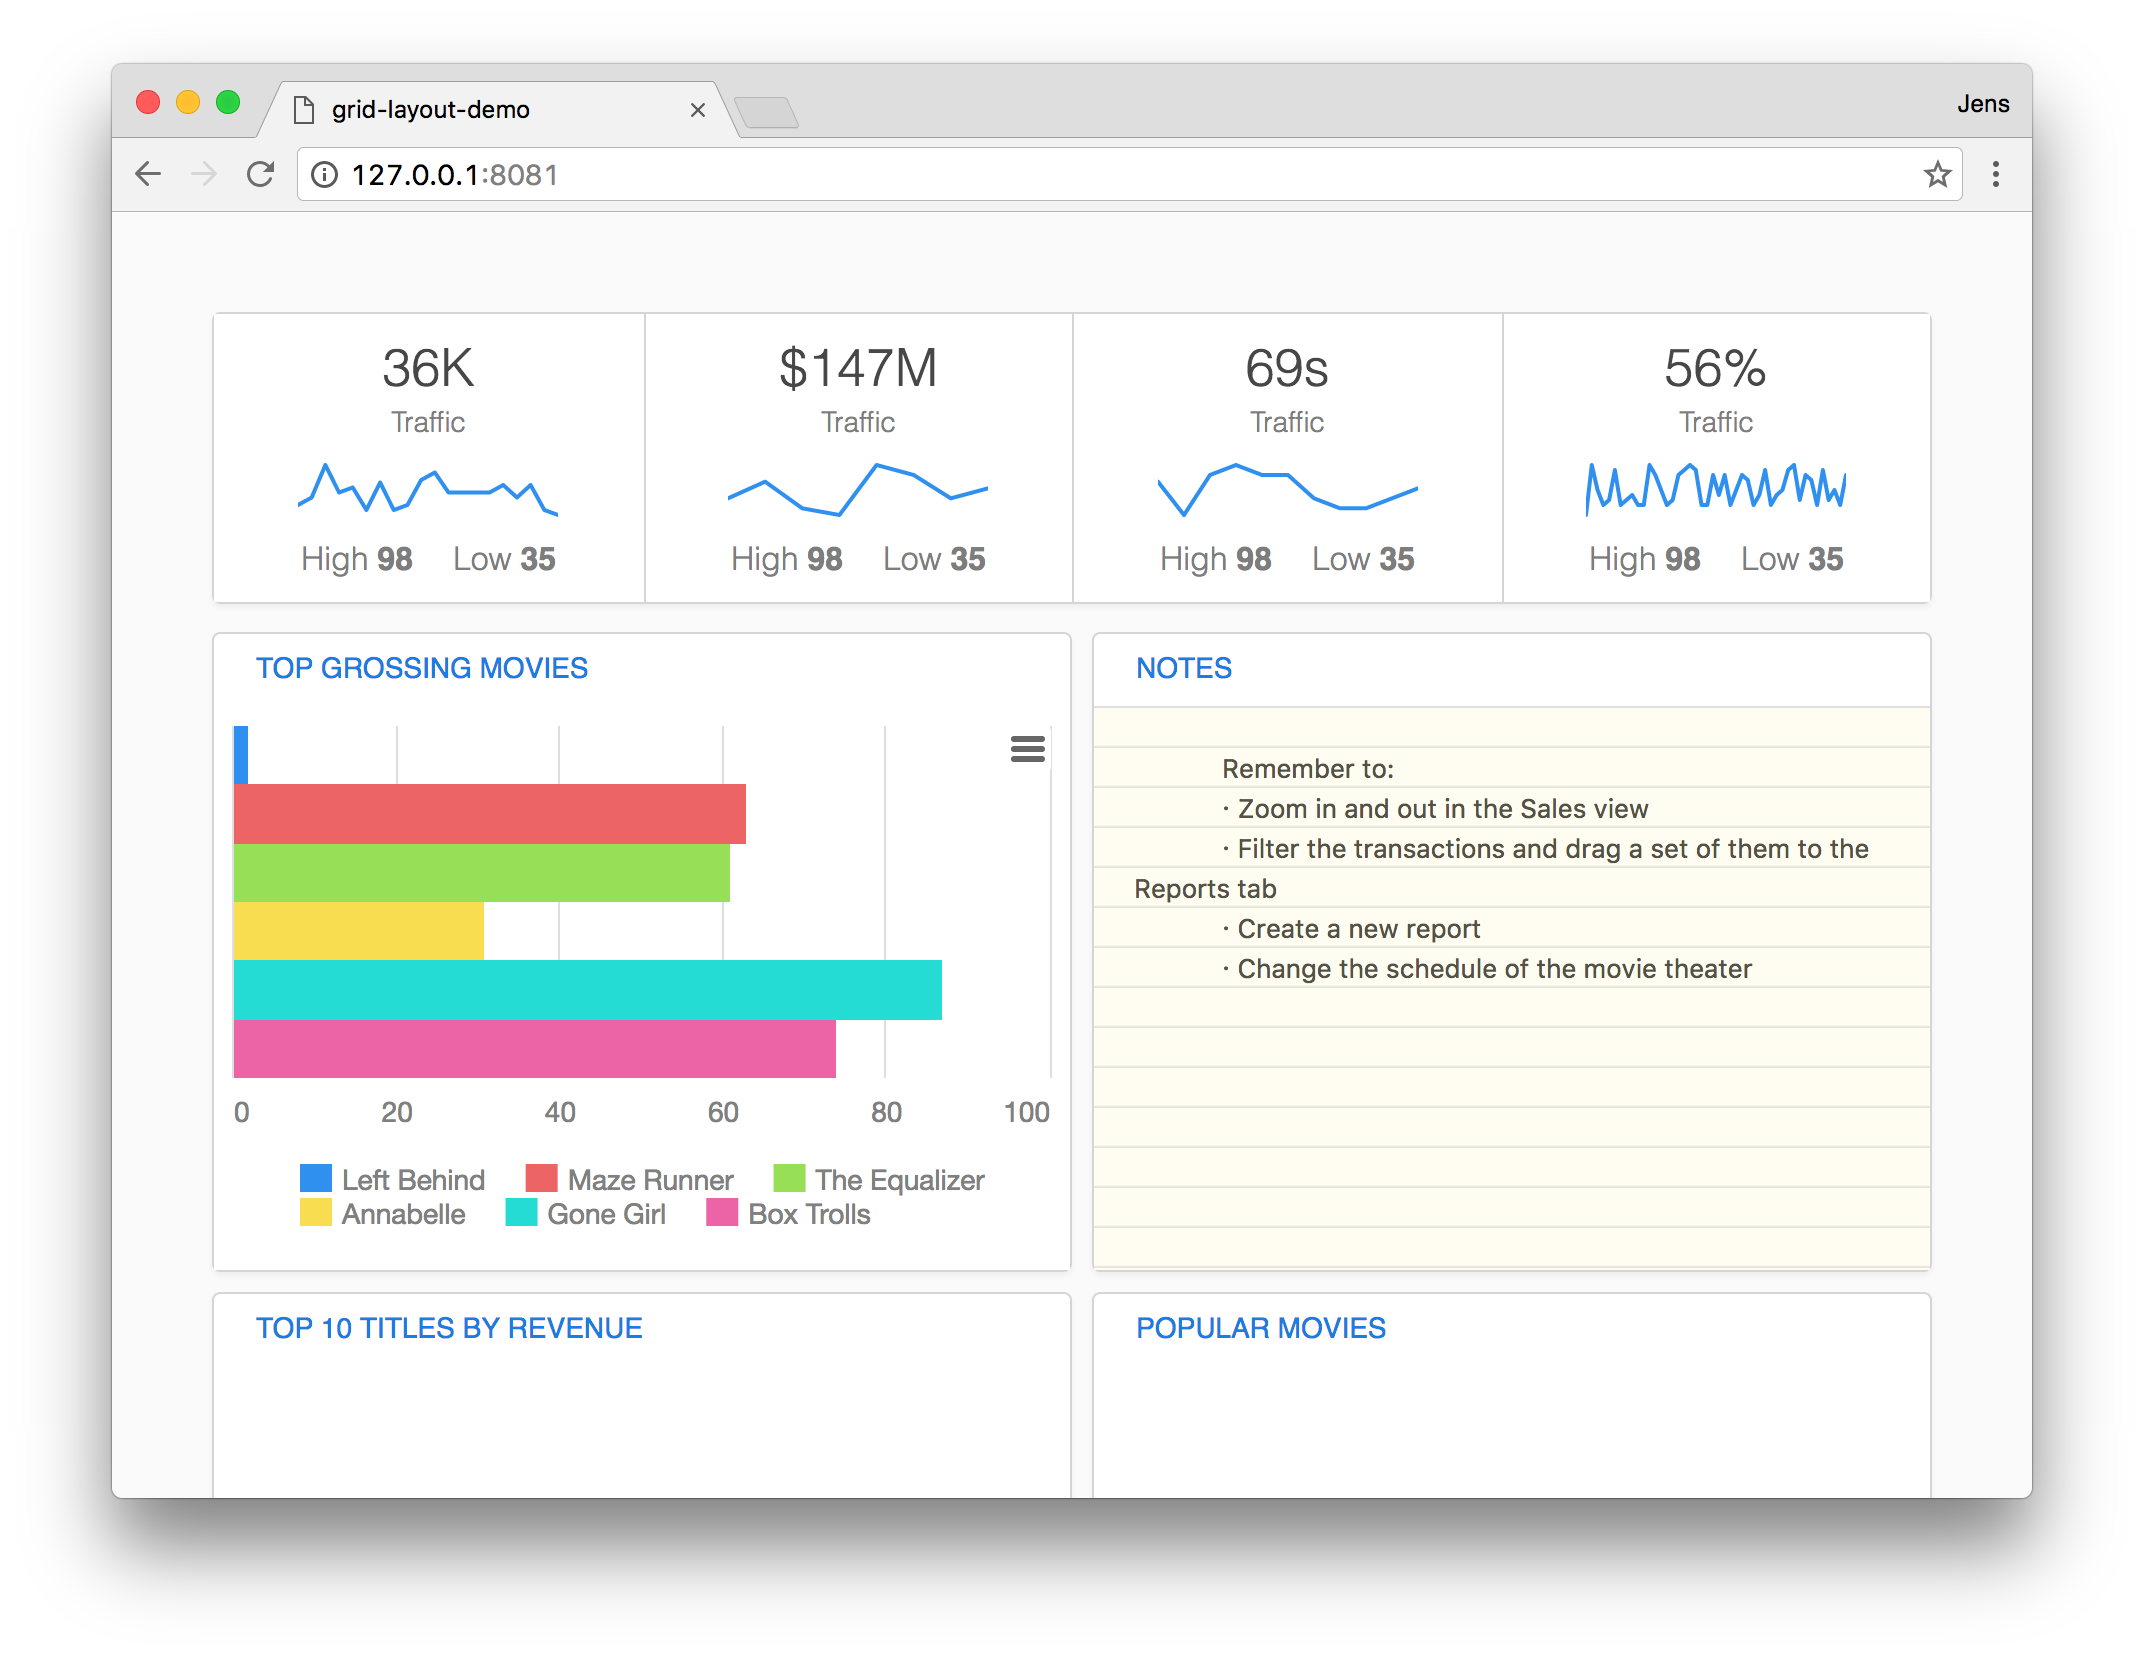 grid-layout-demo
Jens
127.0.0.1:8081
36K
Traffic
High 98 Low 35
$147M
Traffic
High 98 Low 35
69s
Traffic
High 98 Low 35
56%
Traffic
High 98 Low 35
TOP GROSSING MOVIES
0 20 40 60 80 100
Left Behind Maze Runner The Equalizer
Annabelle Gone Girl Box Trolls
NOTES
Remember to:
· Zoom in and out in the Sales view
· Filter the transactions and drag a set of them to the
Reports tab
· Create a new report
· Change the schedule of the movie theater
TOP 10 TITLES BY REVENUE
POPULAR MOVIES